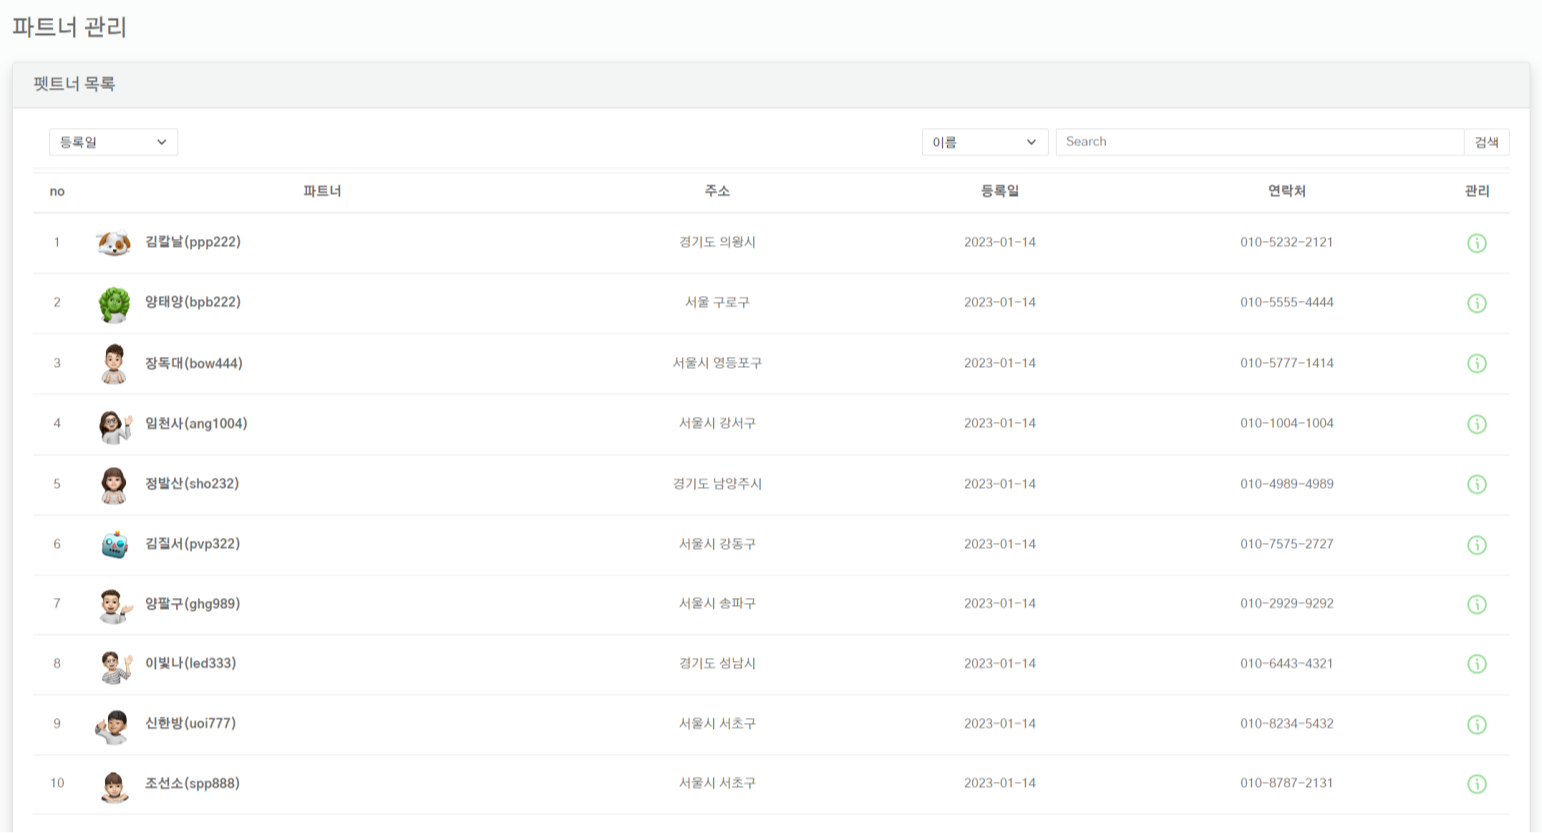 파트너 관리
펫트너 목록
등록일 이름 Search 검색
no 파트너 주소 등록일 연락처 관리
1 김칼날(ppp222) 경기도 의왕시 2023-01-14 010-5232-2121
2 양태양(bpb222) 서울 구로구 2023-01-14 010-5555-4444
3 장독대(bow444) 서울시 영등포구 2023-01-14 010-5777-1414
4 임천사(ang1004) 서울시 강서구 2023-01-14 010-1004-1004
5 정발산(sho232) 경기도 남양주시 2023-01-14 010-4989-4989
6 김질서(pvp322) 서울시 강동구 2023-01-14 010-7575-2727
7 양팔구(ghg989) 서울시 송파구 2023-01-14 010-2929-9292
8 이빛나(led333) 경기도 성남시 2023-01-14 010-6443-4321
9 신한방(uoi777) 서울시 서초구 2023-01-14 010-8234-5432
10 조선소(spp888) 서울시 서초구 2023-01-14 010-8787-2131